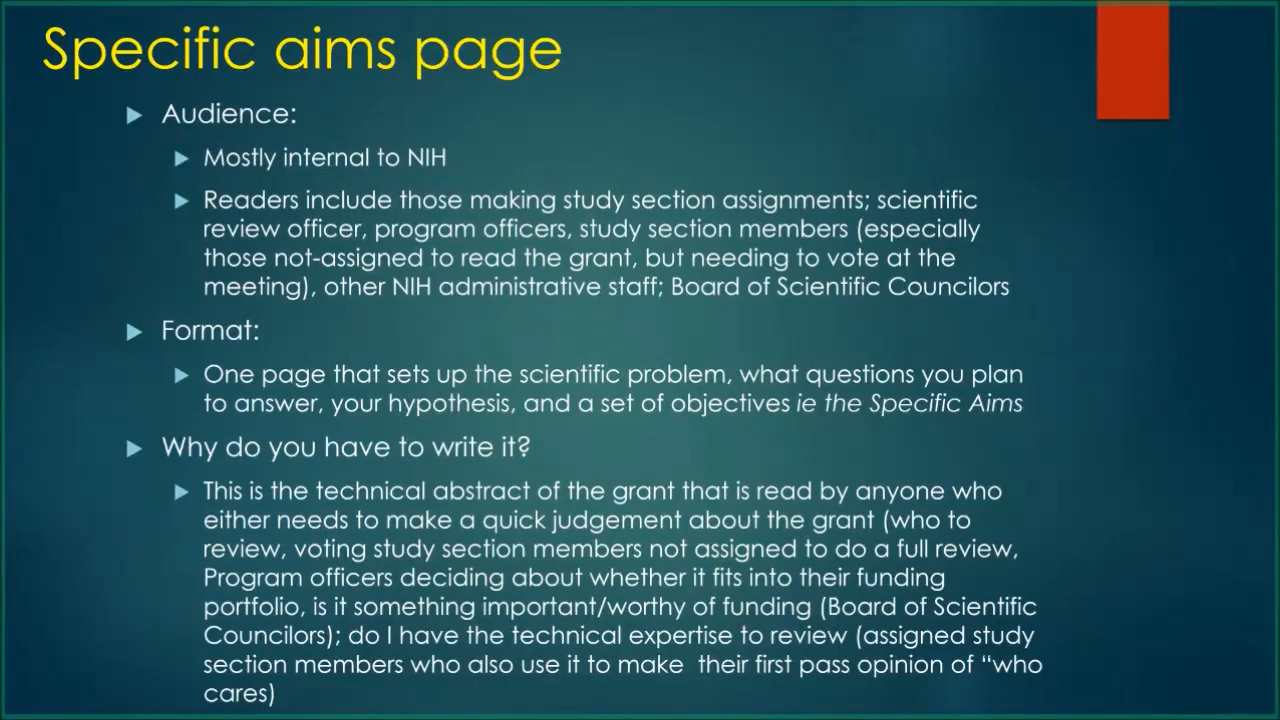 Specific aims page
Audience:
Mostly internal to NIH
Readers include those making study section assignments; scientific
review officer, program officers, study section members (especially
those not-assigned to read the grant, but needing to vote at the
meeting), other NIH administrative staff; Board of Scientific Councilors
Format:
One page that sets up the scientific problem, what questions you plan
to answer, your hypothesis, and a set of objectives ie the Specific Aims
Why do you have to write it?
This is the technical abstract of the grant that is read by anyone who
either needs to make a quick judgement about the grant (who to
review, voting study section members not assigned to do a full review,
Program officers deciding about whether it fits into their funding
portfolio, is it something important/worthy of funding (Board of Scientific
Councilors); do I have the technical expertise to review (assigned study
section members who also use it to make their first pass opinion of “who
cares)